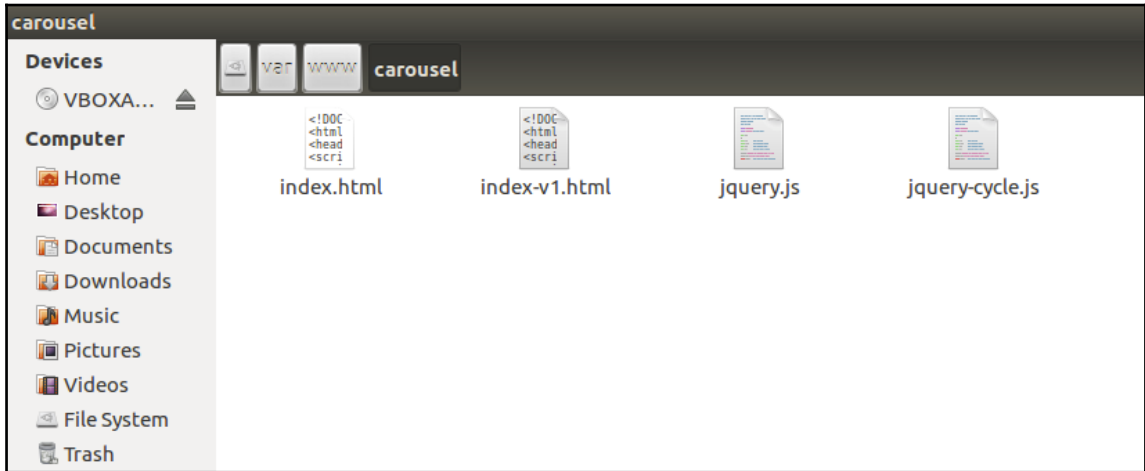 carousel
Devices
VBOXA...
Computer
Home
Desktop
Documents
Downloads
Music
Pictures
Videos
File System
Trash
var www carousel
<!DOC
<html
<head
<scri
index.html
<!DOC
<html
<head
<scri
index-v1.html
jquery.js
jquery-cycle.js